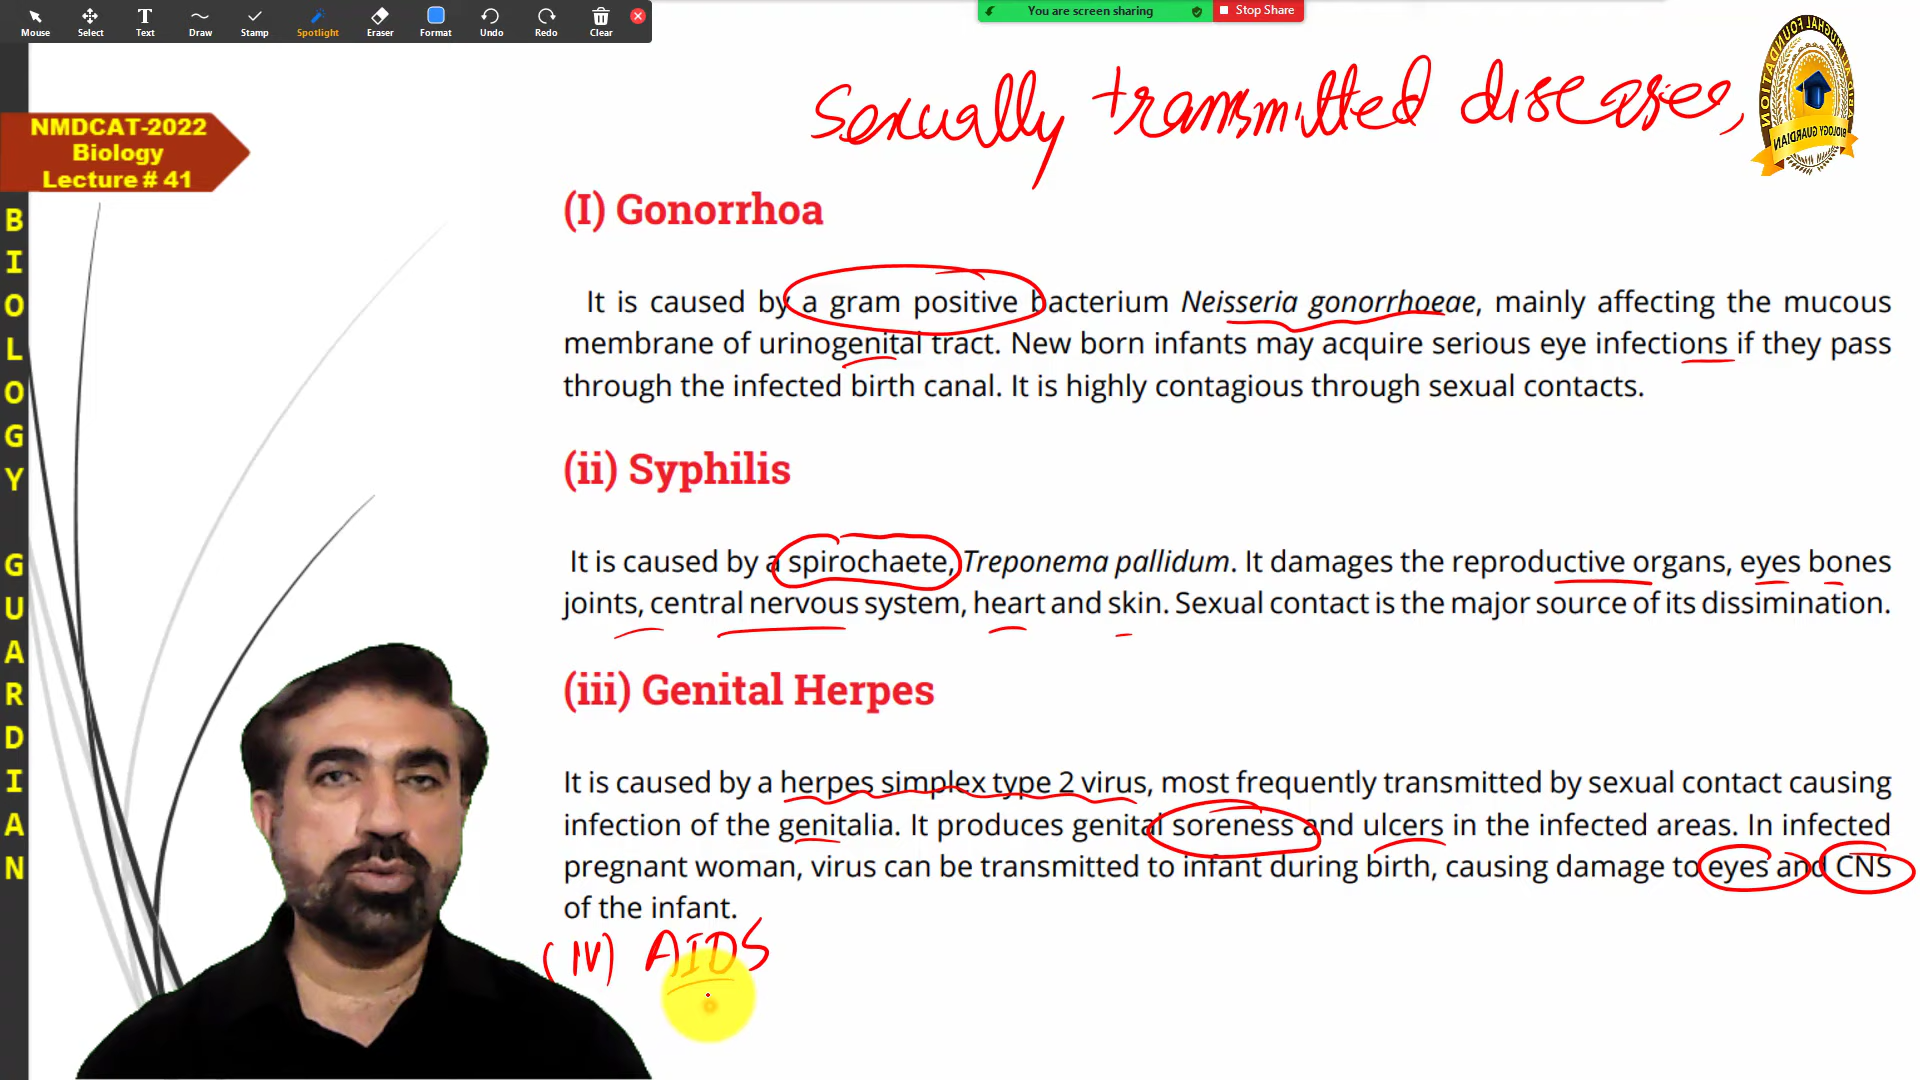 Mouse Select Text Draw Stamp Spotlight Eraser Format Undo Redo Clear
You are screen sharing Stop Share
Sexually transmitted diseases,
BIOLOGY GUARDIAN
NMDCAT-2022
Biology
Lecture # 41
BIOLOGY GUARDIAN
(I) Gonorrhoa
It is caused by a gram positive bacterium Neisseria gonorrhoeae, mainly affecting the mucous
membrane of urinogenital tract. New born infants may acquire serious eye infections if they pass
through the infected birth canal. It is highly contagious through sexual contacts.
(ii) Syphilis
It is caused by a spirochaete, Treponema pallidum. It damages the reproductive organs, eyes bones
joints, central nervous system, heart and skin. Sexual contact is the major source of its dissimination.
(iii) Genital Herpes
It is caused by a herpes simplex type 2 virus, most frequently transmitted by sexual contact causing
infection of the genitalia. It produces genital soreness and ulcers in the infected areas. In infected
pregnant woman, virus can be transmitted to infant during birth, causing damage to eyes and CNS
of the infant.
(IV) AIDS